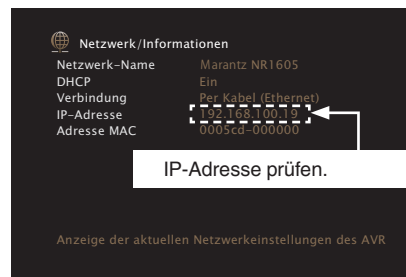 Netzwerk/Informationen
Netzwerk-Name Marantz NR1605
DHCP Ein
Verbindung Per Kabel (Ethernet)
IP-Adresse 192.168.100.19
Adresse MAC 0005cd-000000
IP-Adresse prüfen.
Anzeige der aktuellen Netzwerkeinstellungen des AVR